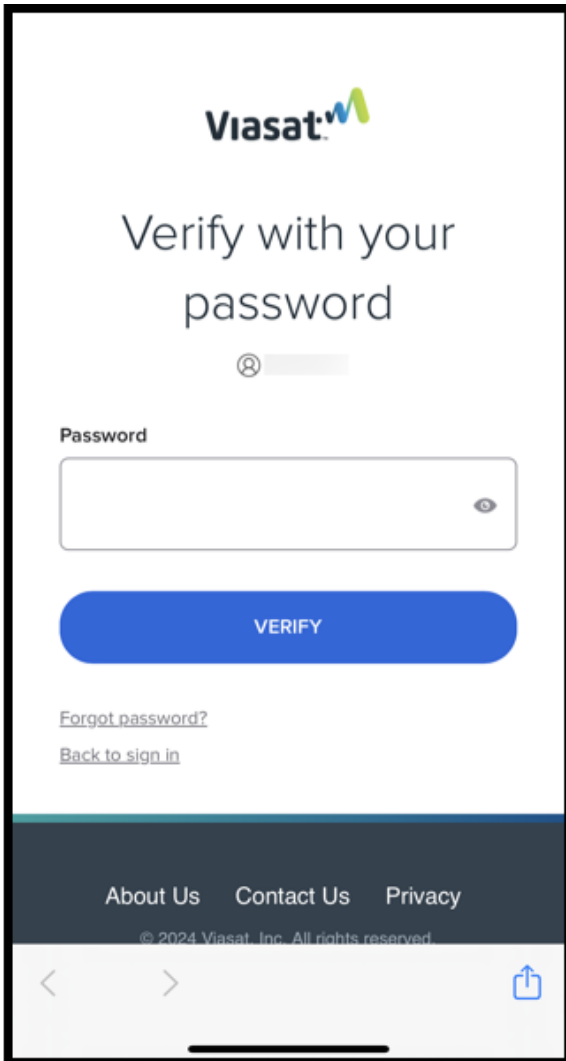 Viasat™
Verify with your
password
Password
VERIFY
Forgot password?
Back to sign in
About Us Contact Us Privacy
© 2024 Viasat, Inc. All rights reserved.